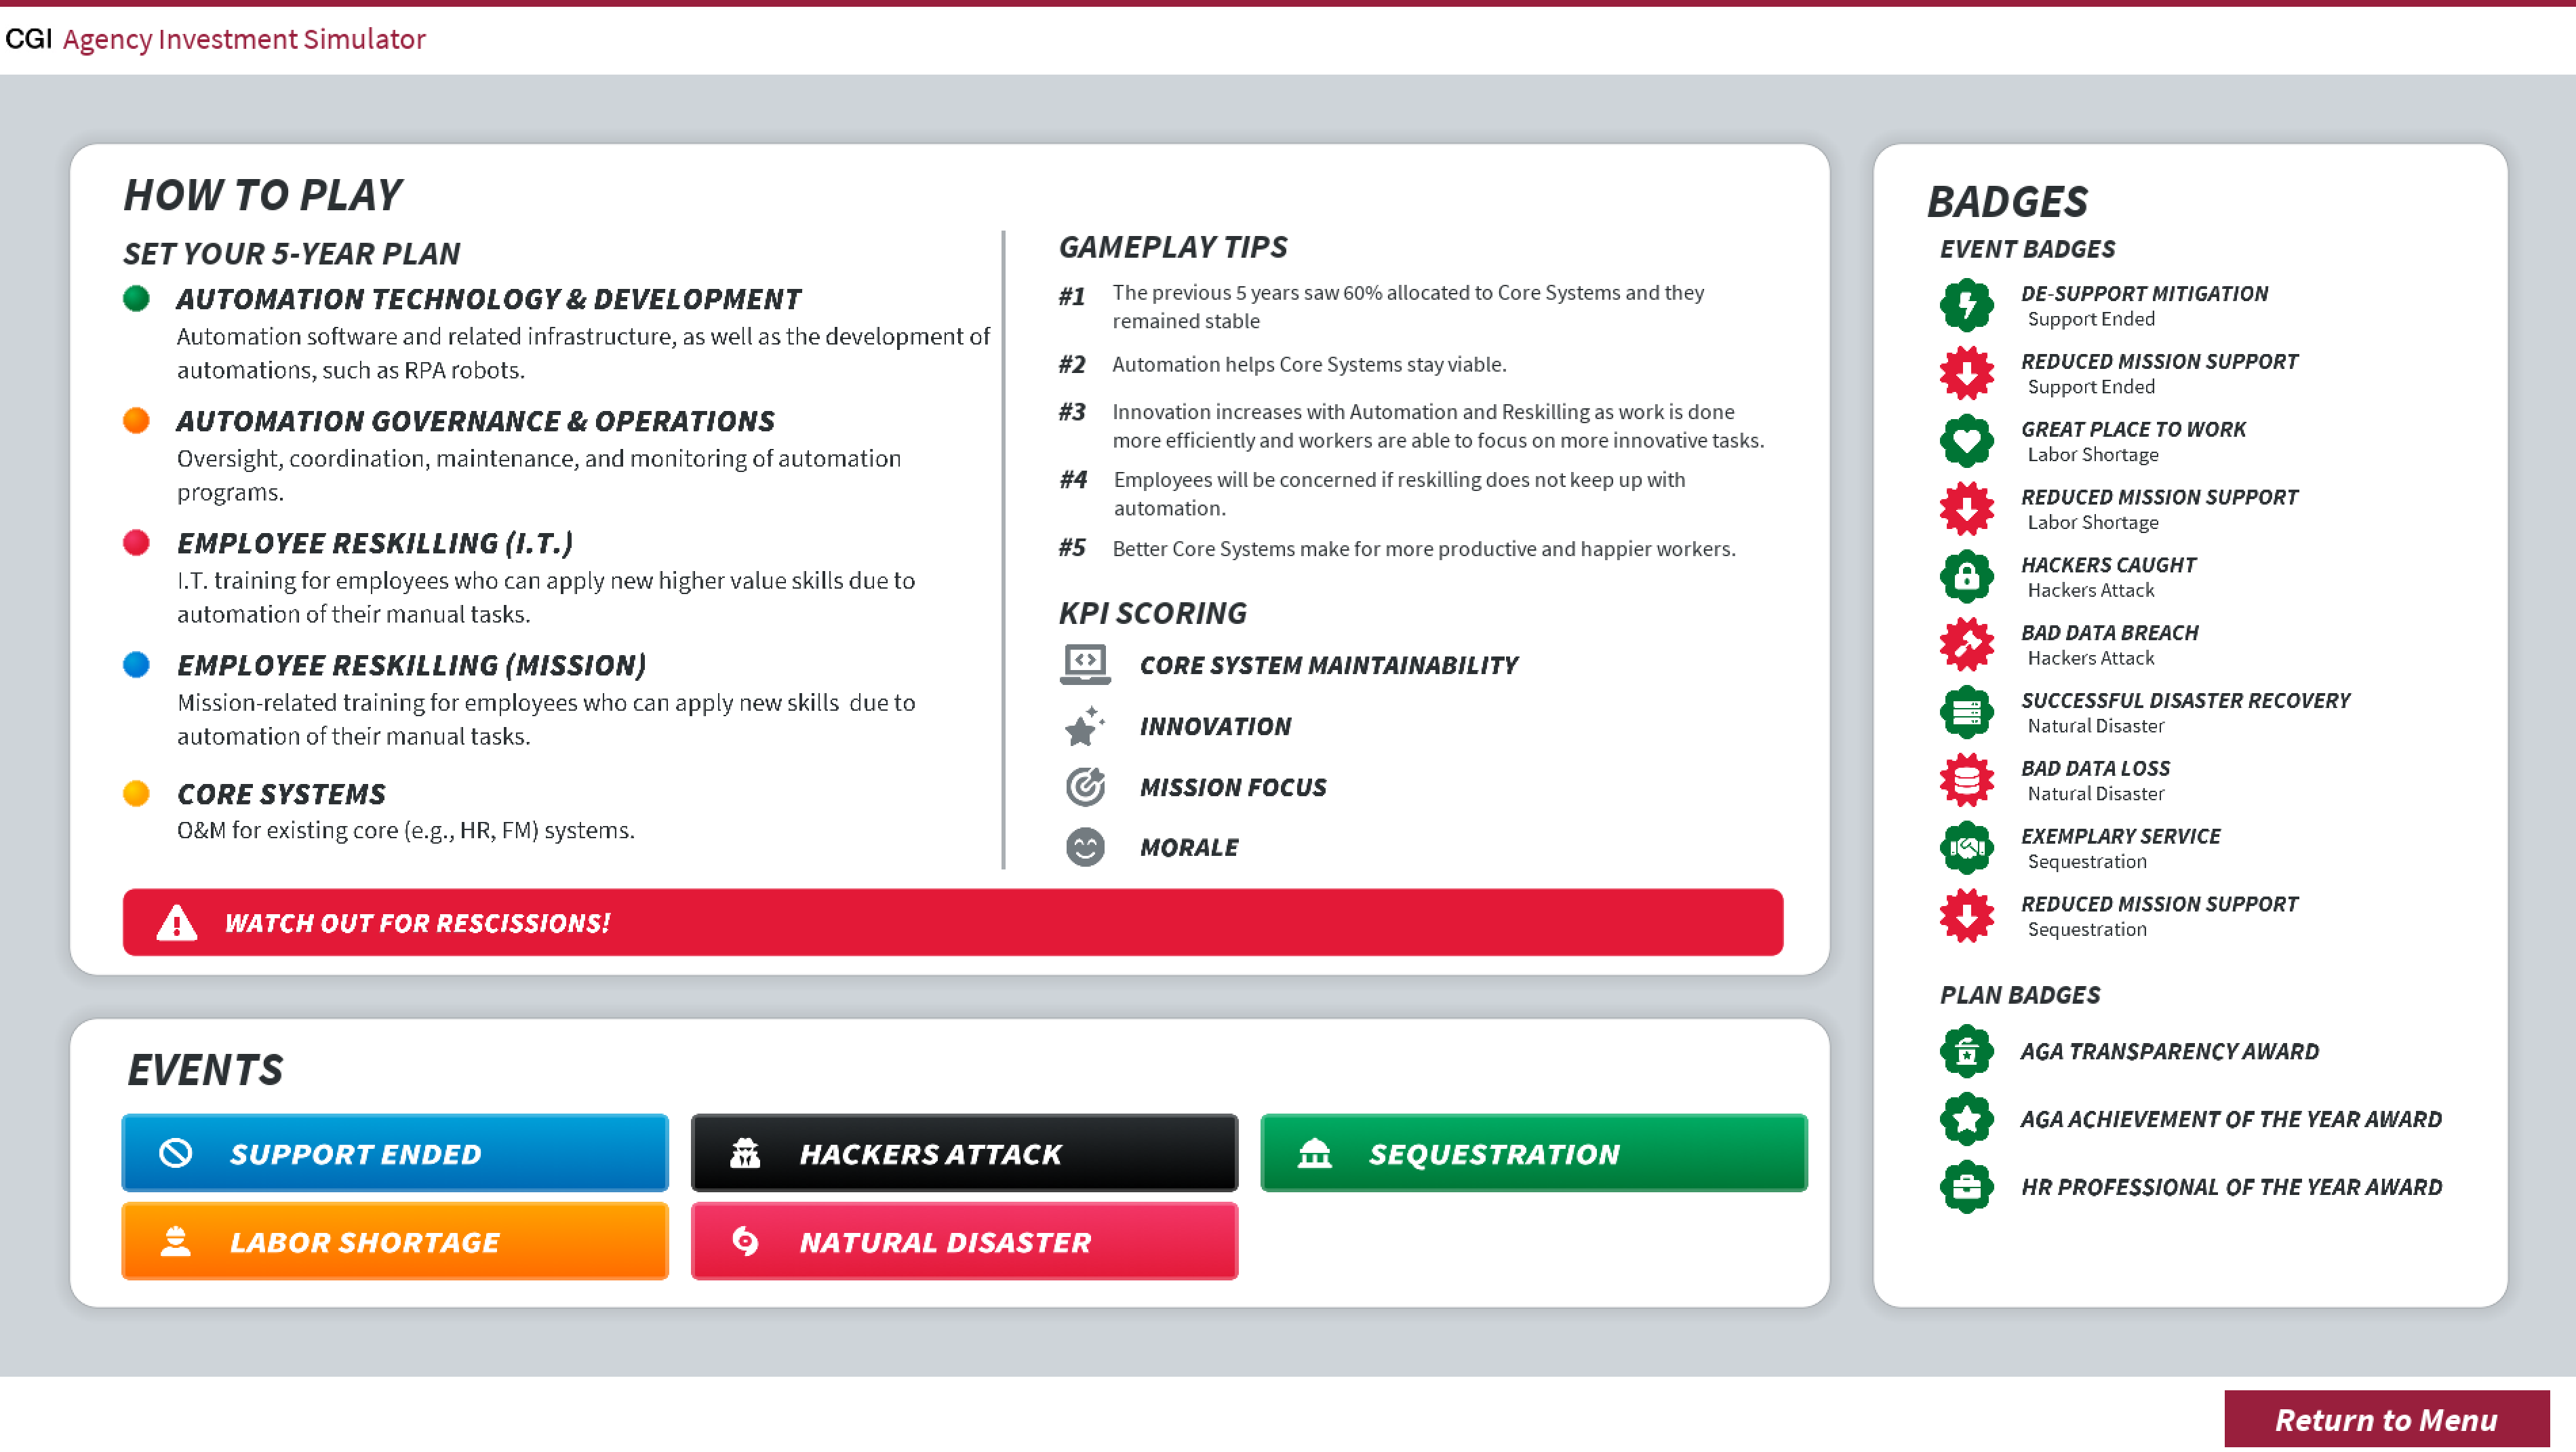 CGI Agency Investment Simulator
HOW TO PLAY
SET YOUR 5-YEAR PLAN
AUTOMATION TECHNOLOGY & DEVELOPMENT
Automation software and related infrastructure, as well as the development of
automations, such as RPA robots.
AUTOMATION GOVERNANCE & OPERATIONS
Oversight, coordination, maintenance, and monitoring of automation
programs.
EMPLOYEE RESKILLING (I.T.)
I.T. training for employees who can apply new higher value skills due to
automation of their manual tasks.
EMPLOYEE RESKILLING (MISSION)
Mission-related training for employees who can apply new skills due to
automation of their manual tasks.
CORE SYSTEMS
O&M for existing core (e.g., HR, FM) systems.
GAMEPLAY TIPS
#1 The previous 5 years saw 60% allocated to Core Systems and they
remained stable
#2 Automation helps Core Systems stay viable.
#3 Innovation increases with Automation and Reskilling as work is done
more efficiently and workers are able to focus on more innovative tasks.
#4 Employees will be concerned if reskilling does not keep up with
automation.
#5 Better Core Systems make for more productive and happier workers.
KPI SCORING
CORE SYSTEM MAINTAINABILITY
INNOVATION
MISSION FOCUS
MORALE
WATCH OUT FOR RESCISSIONS!
EVENTS
SUPPORT ENDED
HACKERS ATTACK
SEQUESTRATION
LABOR SHORTAGE
NATURAL DISASTER
BADGES
EVENT BADGES
DE-SUPPORT MITIGATION
Support Ended
REDUCED MISSION SUPPORT
Support Ended
GREAT PLACE TO WORK
Labor Shortage
REDUCED MISSION SUPPORT
Labor Shortage
HACKERS CAUGHT
Hackers Attack
BAD DATA BREACH
Hackers Attack
SUCCESSFUL DISASTER RECOVERY
Natural Disaster
BAD DATA LOSS
Natural Disaster
EXEMPLARY SERVICE
Sequestration
REDUCED MISSION SUPPORT
Sequestration
PLAN BADGES
AGA TRANSPARENCY AWARD
AGA ACHIEVEMENT OF THE YEAR AWARD
HR PROFESSIONAL OF THE YEAR AWARD
Return to Menu